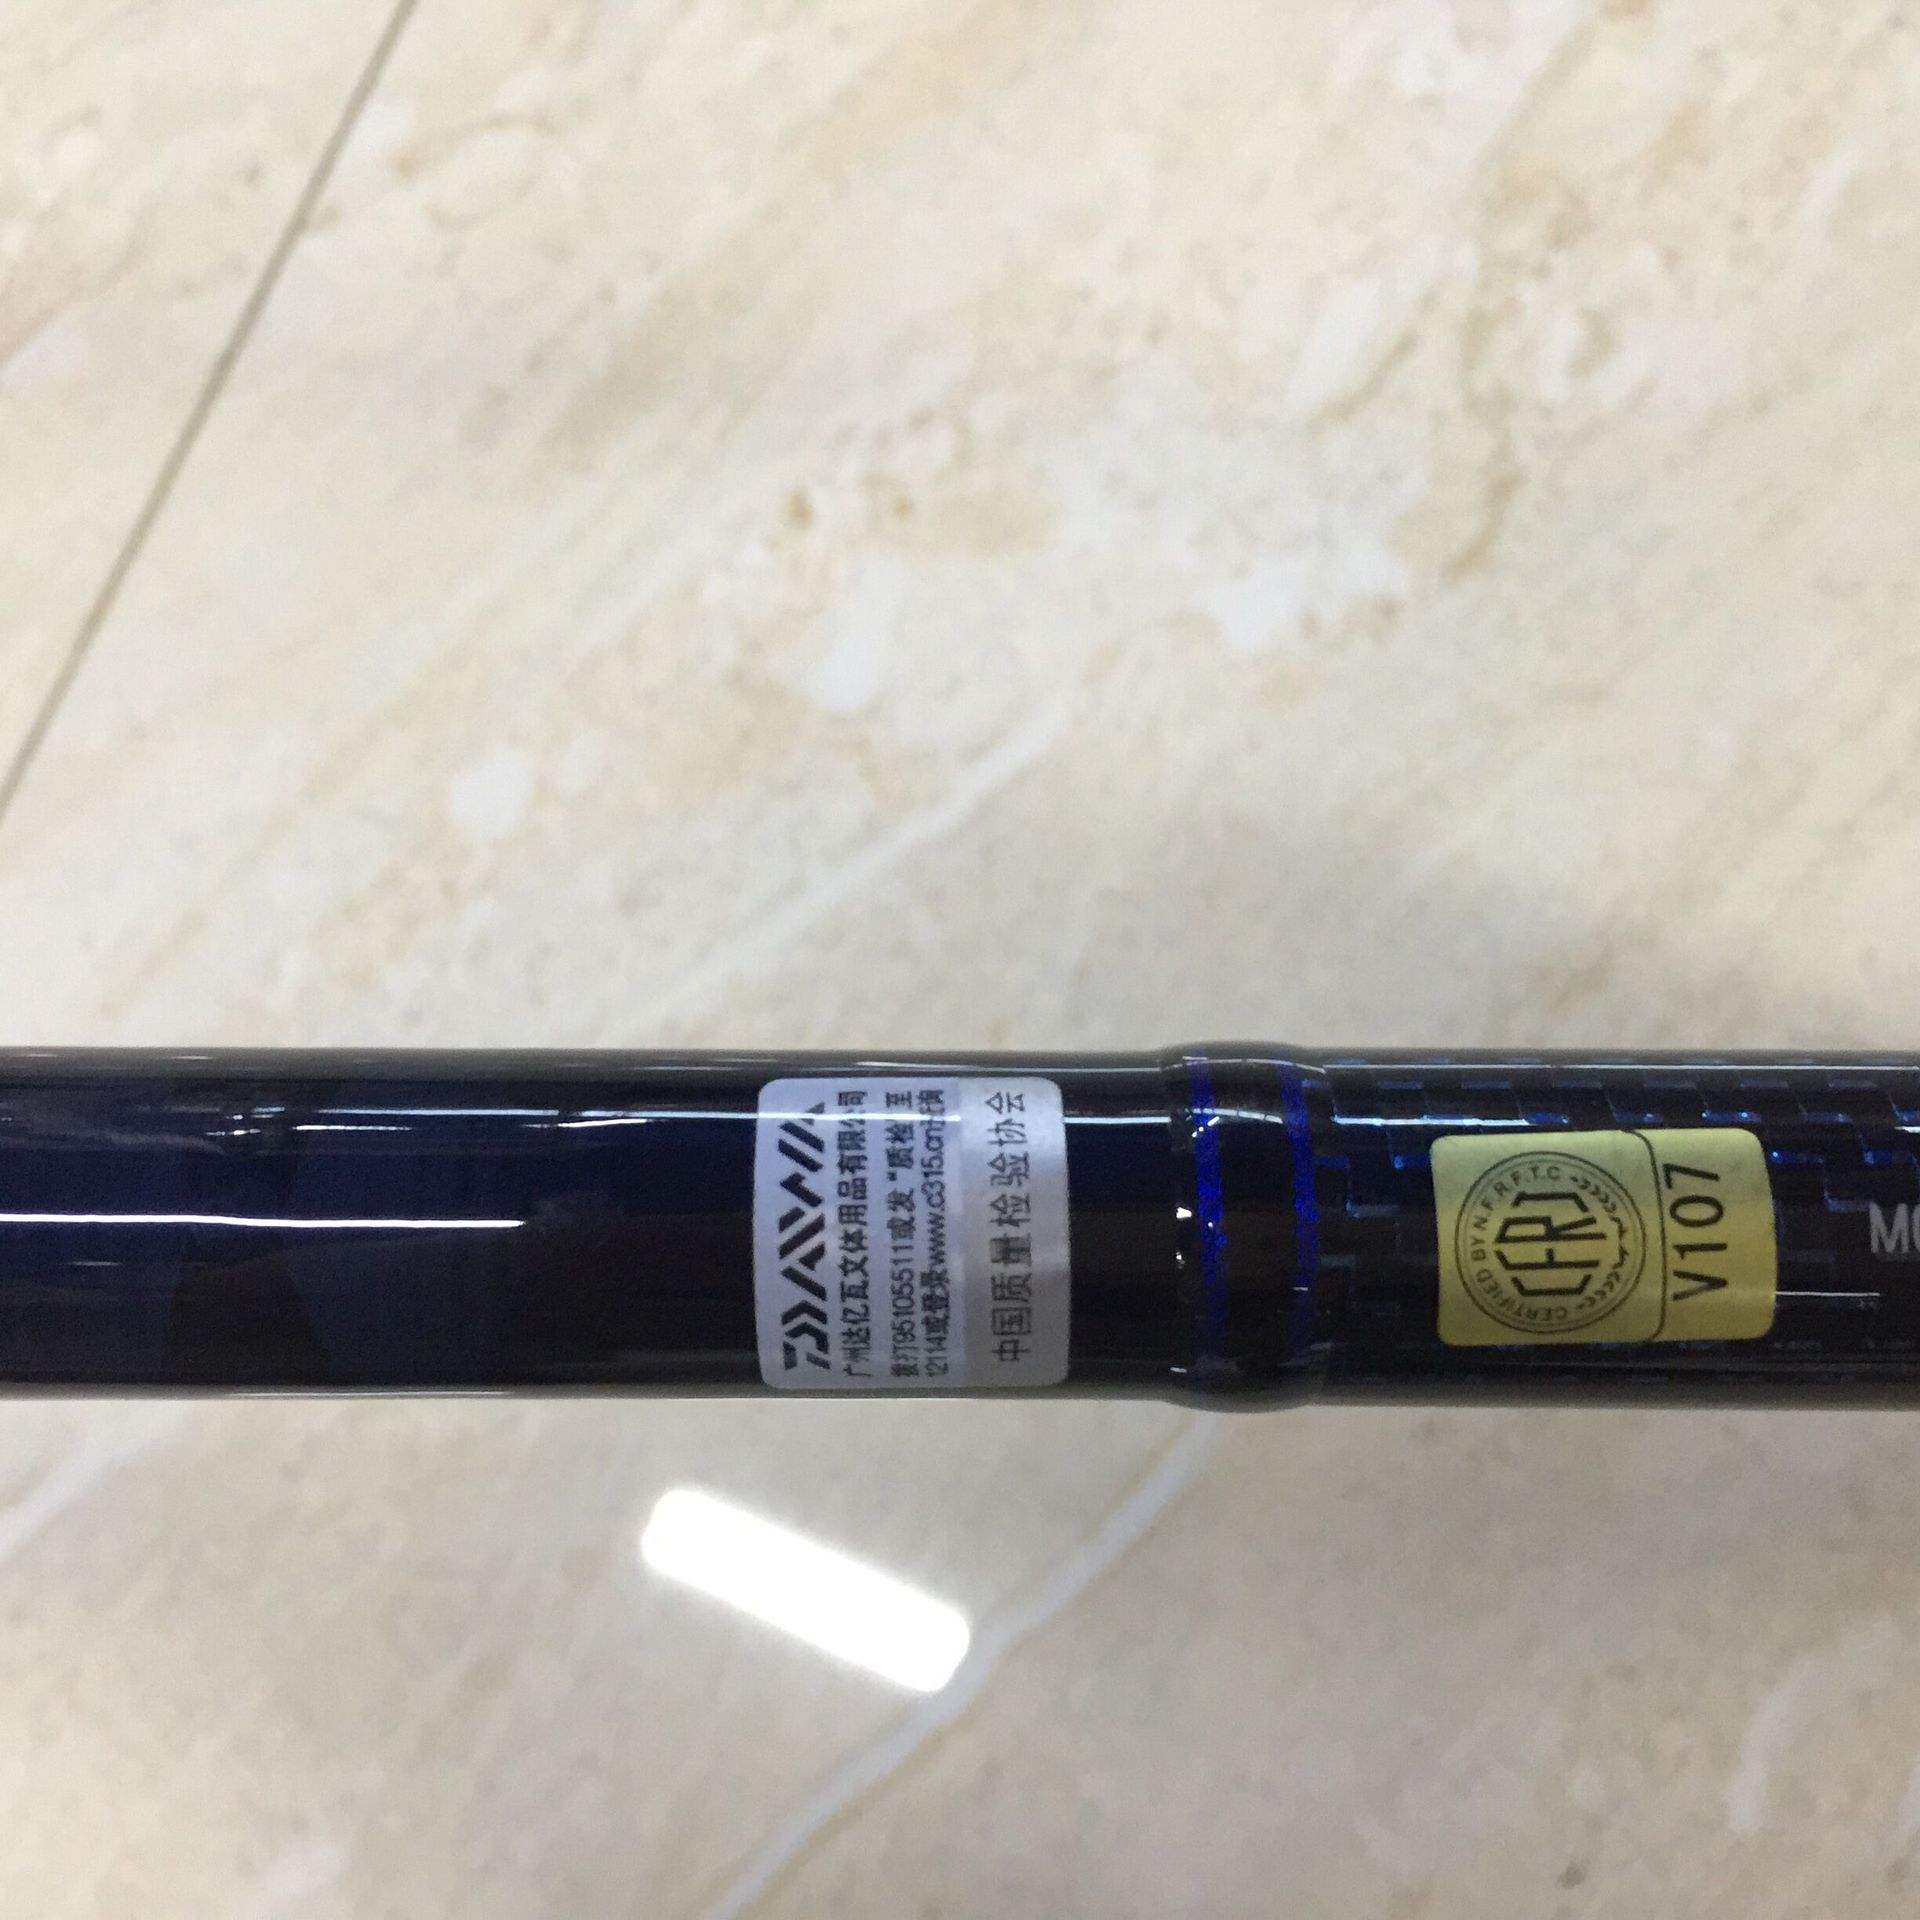 DAIWA
广州达亿瓦文体用品有限公司
拨打95105511或发“质检”至
12114或登录www.c315.cn查询
中国质量检验协会
CERTIFIED BY N.F.R.F.T.C
CFRJ
V107